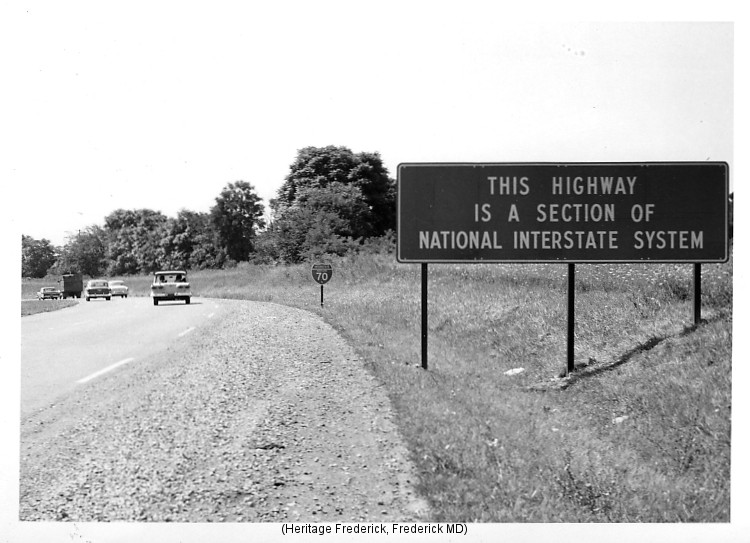 THIS HIGHWAY
IS A SECTION OF
NATIONAL INTERSTATE SYSTEM
70
(Heritage Frederick, Frederick MD)